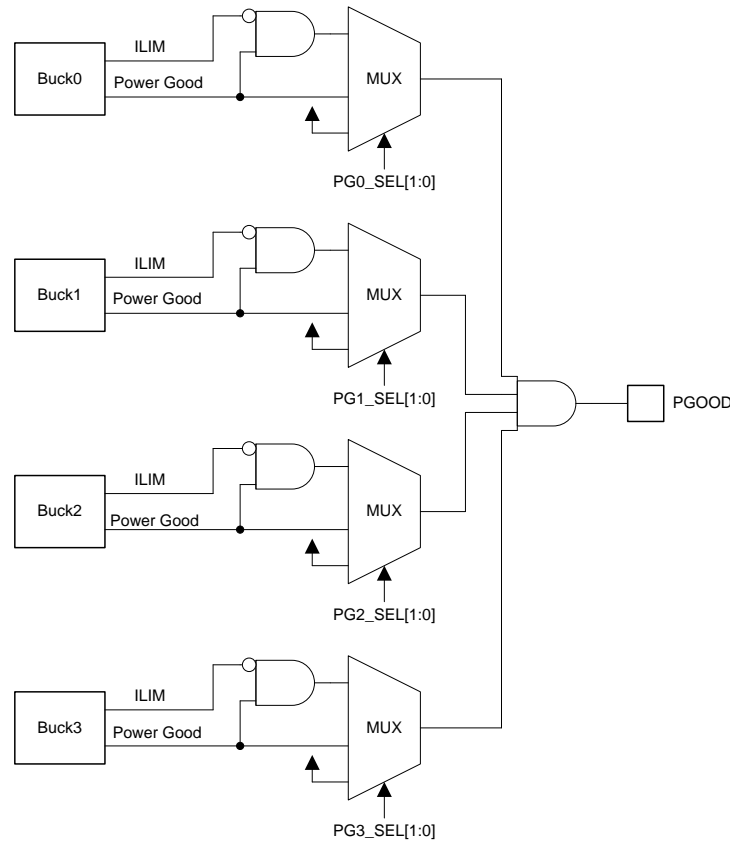 ILIM
Buck0
Power Good
MUX
PG0_SEL[1:0]
ILIM
Buck1
Power Good
MUX
PG1_SEL[1:0]
PGOOD
ILIM
Buck2
Power Good
MUX
PG2_SEL[1:0]
ILIM
Buck3
Power Good
MUX
PG3_SEL[1:0]